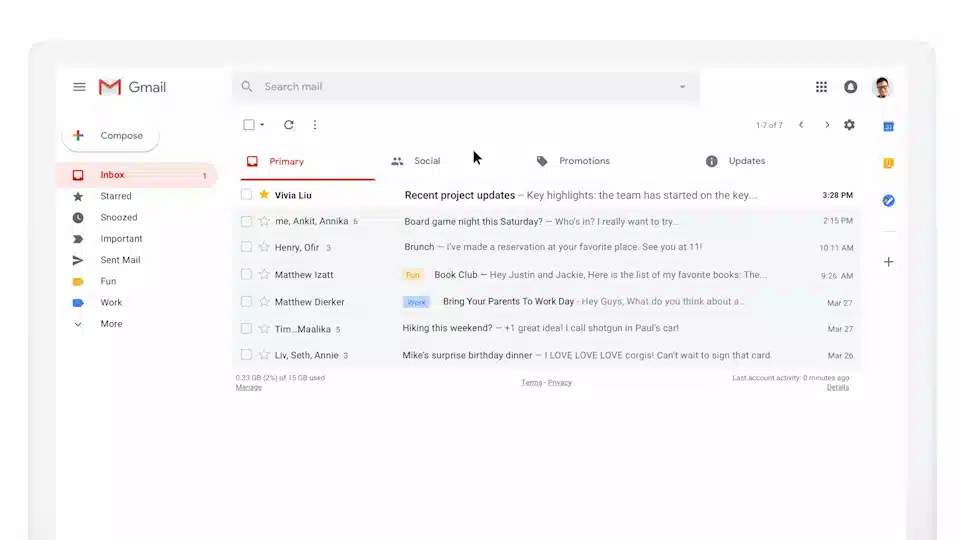 Gmail
Search mail
Compose
1-7 of 7
Primary
Social
Promotions
Updates
Inbox 1
Starred
Snoozed
Important
Sent Mail
Fun
Work
More
Vivia Liu Recent project updates – Key highlights: the team has started on the key... 3:28 PM
me, Ankit, Annika 6 Board game night this Saturday? – Who's in? I really want to try... 2:15 PM
Henry, Ofir 3 Brunch – I've made a reservation at your favorite place. See you at 11! 10:11 AM
Matthew Izatt Fun Book Club – Hey Justin and Jackie, Here is the list of my favorite books: The... 9:26 AM
Matthew Dierker Work Bring Your Parents To Work Day - Hey Guys, What do you think about a... Mar 27
Tim...Maalika 5 Hiking this weekend? – +1 great idea! I call shotgun in Paul's car! Mar 27
Liv, Seth, Annie 3 Mike's surprise birthday dinner – I LOVE LOVE LOVE corgis! Can't wait to sign that card. Mar 26
0.33 GB (2%) of 15 GB used
Manage
Terms - Privacy
Last account activity: 0 minutes ago
Details
31